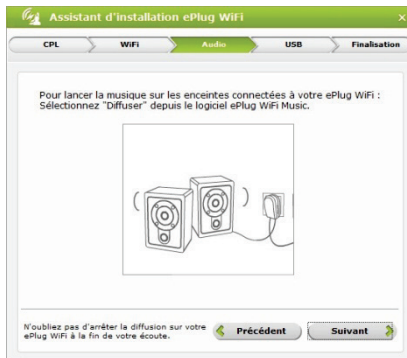 Assistant d'installation ePlug WiFi
CPL
WiFi
Audio
USB
Finalisation
Pour lancer la musique sur les enceintes connectées à votre ePlug WiFi :
Sélectionnez "Diffuser" depuis le logiciel ePlug WiFi Music.
N'oubliez pas d'arrêter la diffusion sur votre
ePlug WiFi à la fin de votre écoute.
Précédent
Suivant